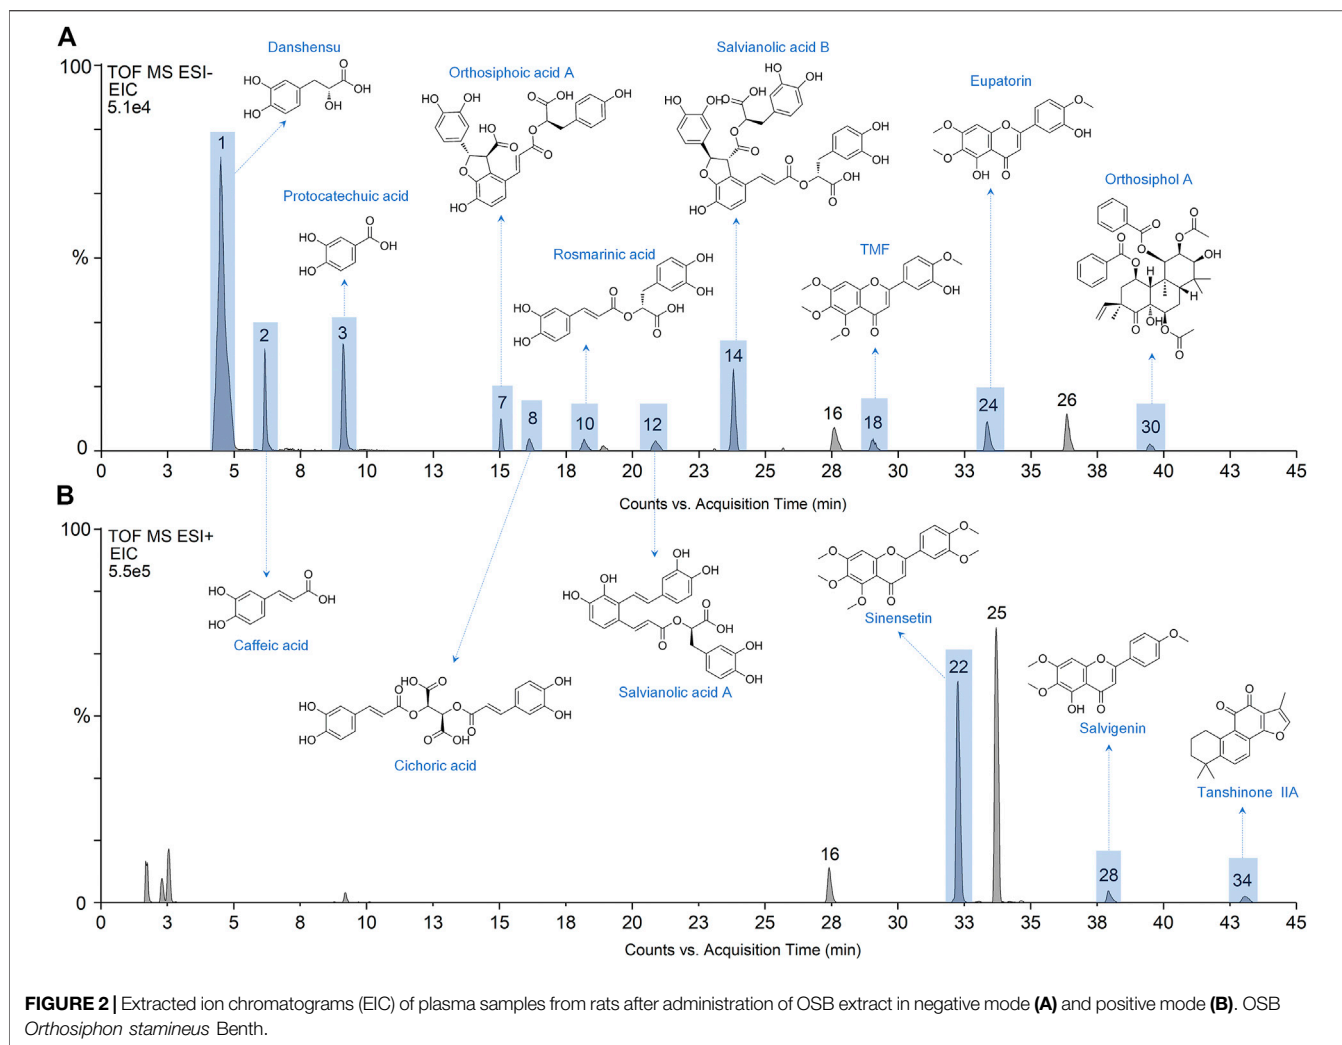 A
Danshensu
Salvianolic acid B
Orthosiphoic acid A
Eupatorin
100
TOF MS ESI-
EIC
5.1e4
Protocatechuic acid
Orthosiphol A
Rosmarinic acid
TMF
%
1
2
3
7
8
10
12
14
16
18
24
26
30
0
0 3 5 8 10 13 15 18 20 23 25 28 30 33 35 38 40 43 45
Counts vs. Acquisition Time (min)
B
100
TOF MS ESI+
EIC
5.5e5
Caffeic acid
Cichoric acid
Salvianolic acid A
Sinensetin
Salvigenin
Tanshinone IIA
%
16
22
25
28
34
0
0 3 5 8 10 13 15 18 20 23 25 28 30 33 35 38 40 43 45
Counts vs. Acquisition Time (min)
FIGURE 2 | Extracted ion chromatograms (EIC) of plasma samples from rats after administration of OSB extract in negative mode (A) and positive mode (B). OSB
Orthosiphon stamineus Benth.